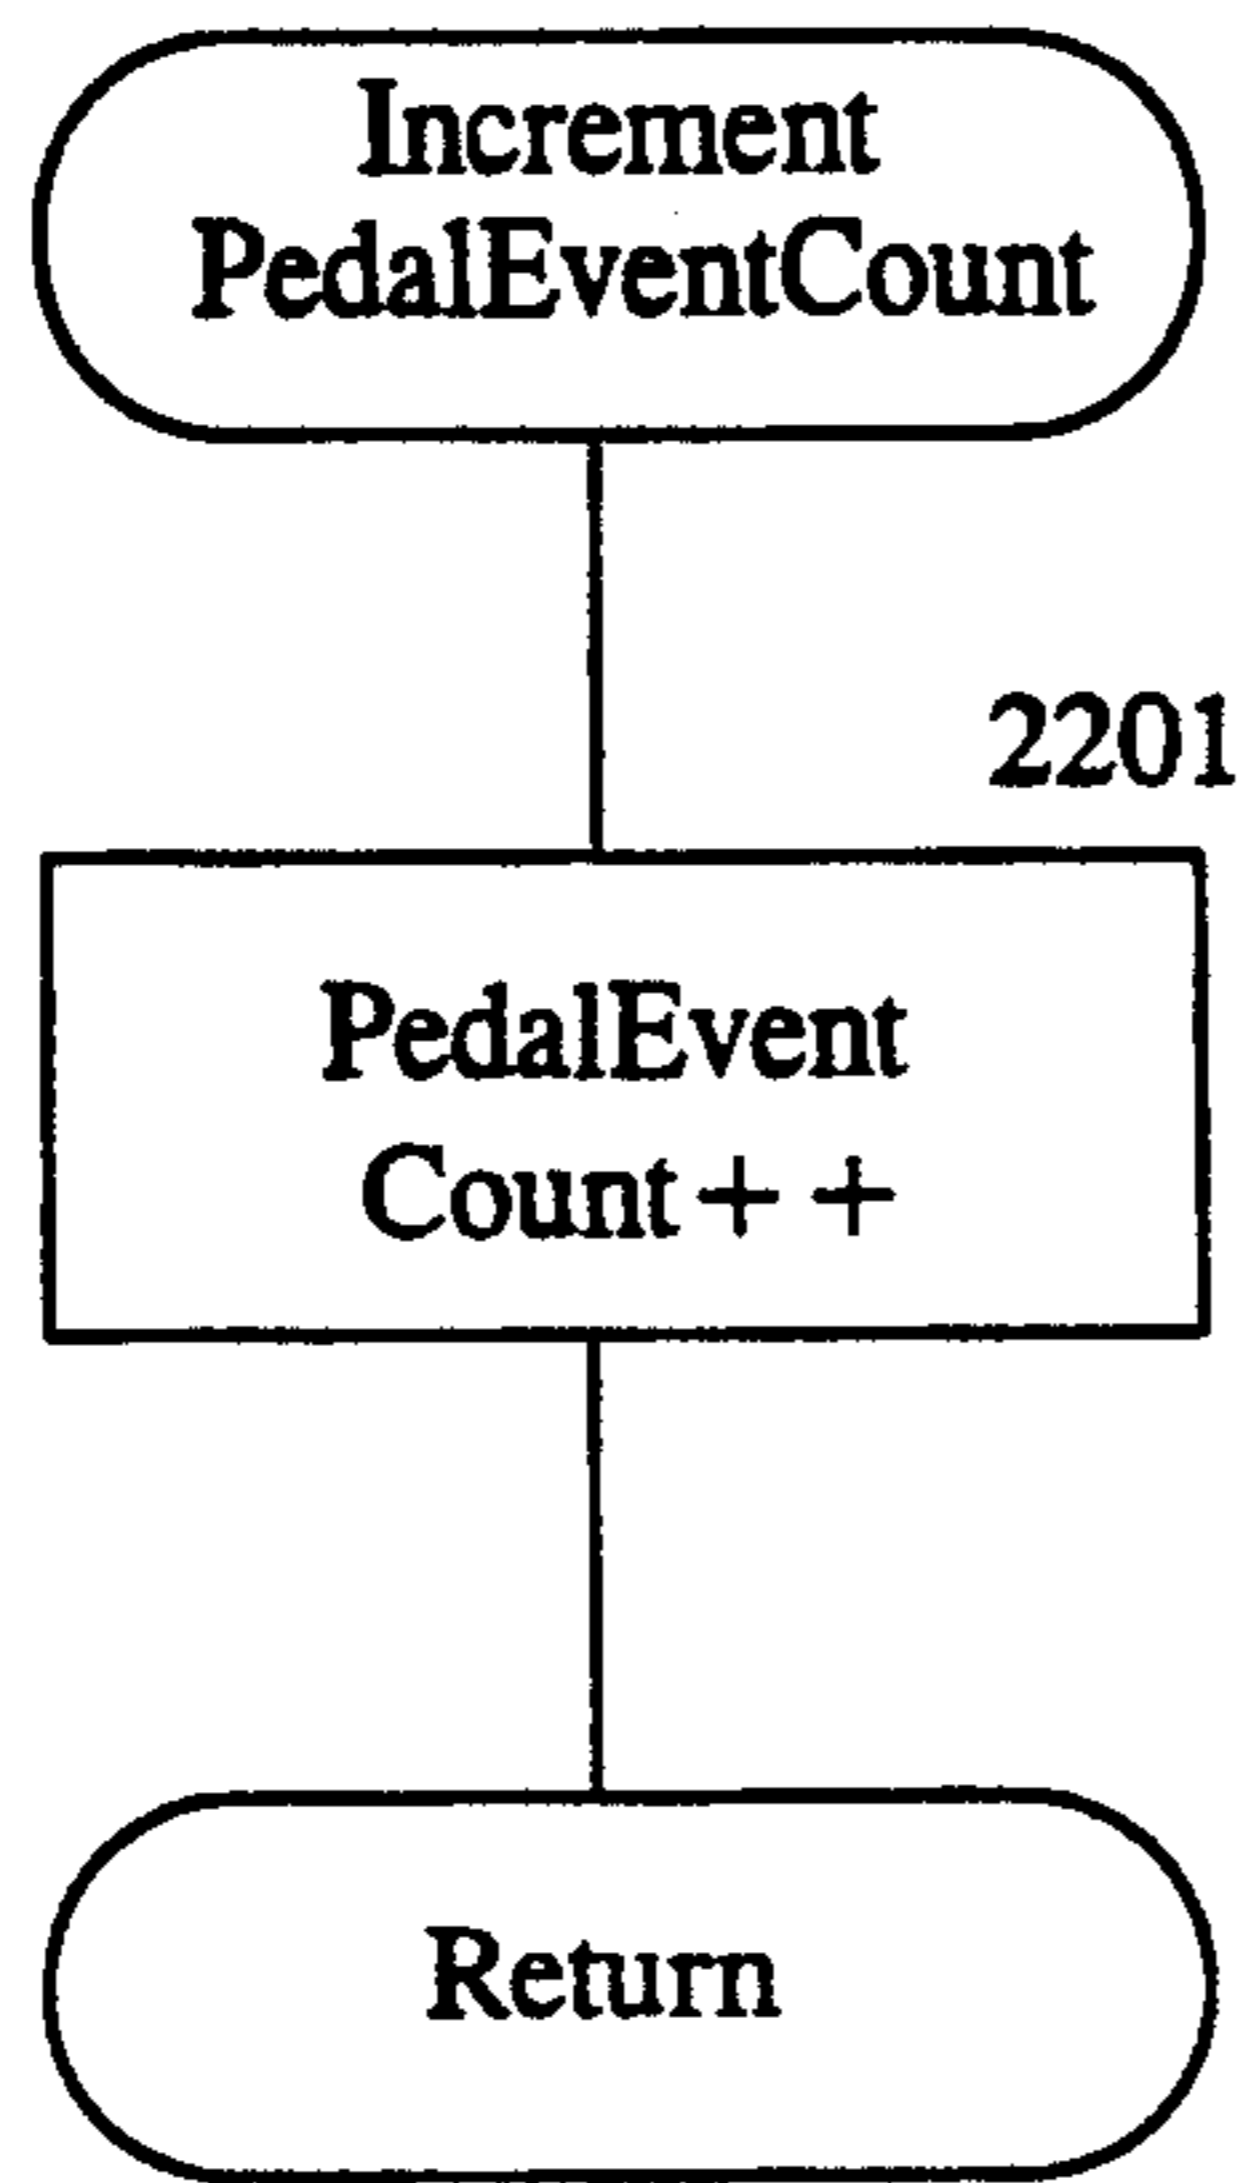 Increment
PedalEventCount
2201
PedalEvent
Count + +
Return